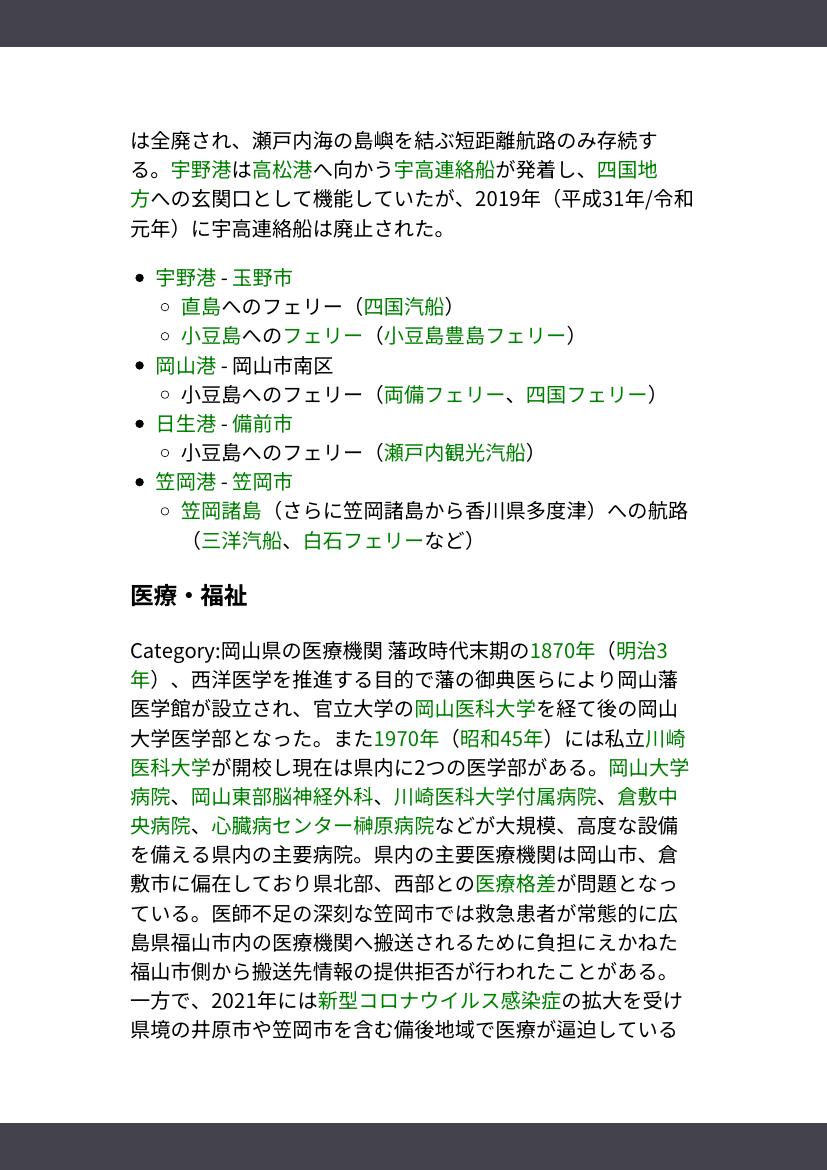 は全廃され、瀬戸内海の島嶼を結ぶ短距離航路のみ存続す
る。宇野港は高松港へ向かう宇高連絡船が発着し、四国地
方への玄関口として機能していたが、2019年（平成31年/令和
元年）に宇高連絡船は廃止された。
• 宇野港 - 玉野市
◦ 直島へのフェリー（四国汽船）
◦ 小豆島へのフェリー（小豆島豊島フェリー）
• 岡山港 - 岡山市南区
◦ 小豆島へのフェリー（両備フェリー、四国フェリー）
• 日生港 - 備前市
◦ 小豆島へのフェリー（瀬戸内観光汽船）
• 笠岡港 - 笠岡市
◦ 笠岡諸島（さらに笠岡諸島から香川県多度津）への航路
（三洋汽船、白石フェリーなど）
医療・福祉
Category:岡山県の医療機関 藩政時代末期の1870年（明治3
年）、西洋医学を推進する目的で藩の御典医らにより岡山藩
医学館が設立され、官立大学の岡山医科大学を経て後の岡山
大学医学部となった。また1970年（昭和45年）には私立川崎
医科大学が開校し現在は県内に2つの医学部がある。岡山大学
病院、岡山東部脳神経外科、川崎医科大学付属病院、倉敷中
央病院、心臓病センター榊原病院などが大規模、高度な設備
を備える県内の主要病院。県内の主要医療機関は岡山市、倉
敷市に偏在しており県北部、西部との医療格差が問題となっ
ている。医師不足の深刻な笠岡市では救急患者が常態的に広
島県福山市内の医療機関へ搬送されるために負担にえかねた
福山市側から搬送先情報の提供拒否が行われたことがある。
一方で、2021年には新型コロナウイルス感染症の拡大を受け
県境の井原市や笠岡市を含む備後地域で医療が逼迫している